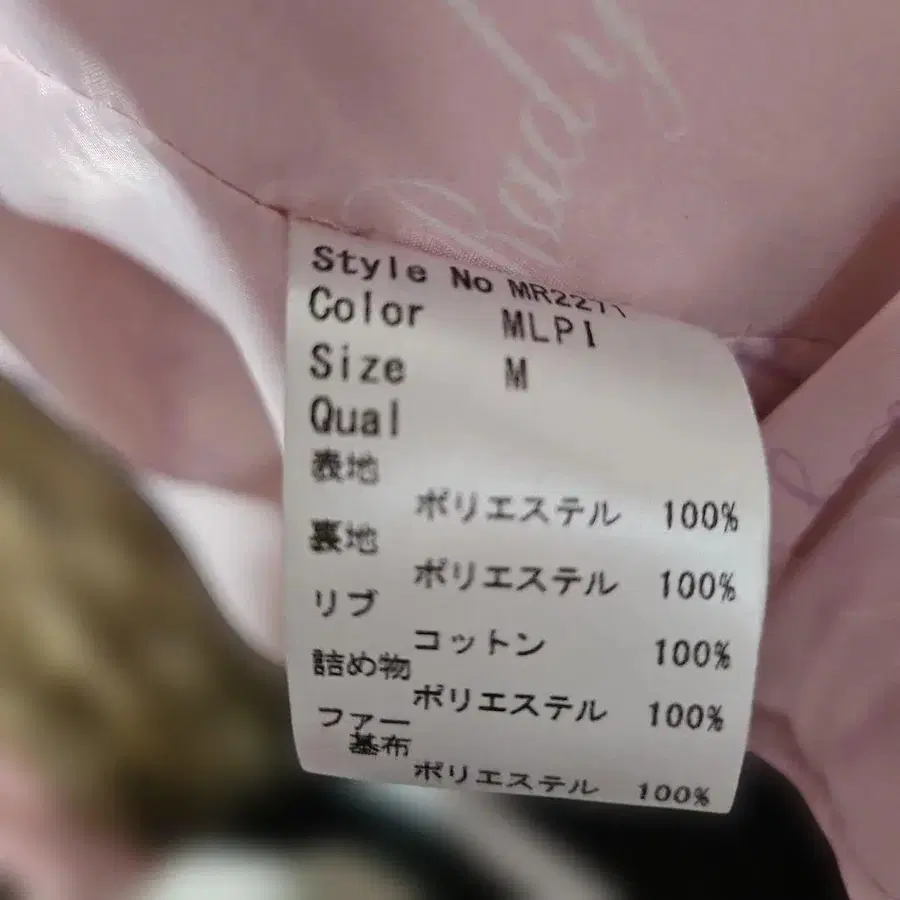 Rady
Style No
Color MLPI
Size M
Qual
表地
ポリエステル 100%
裏地
ポリエステル 100%
リブ
コットン 100%
詰め物
ポリエステル 100%
ファー
基布
ポリエステル 100%